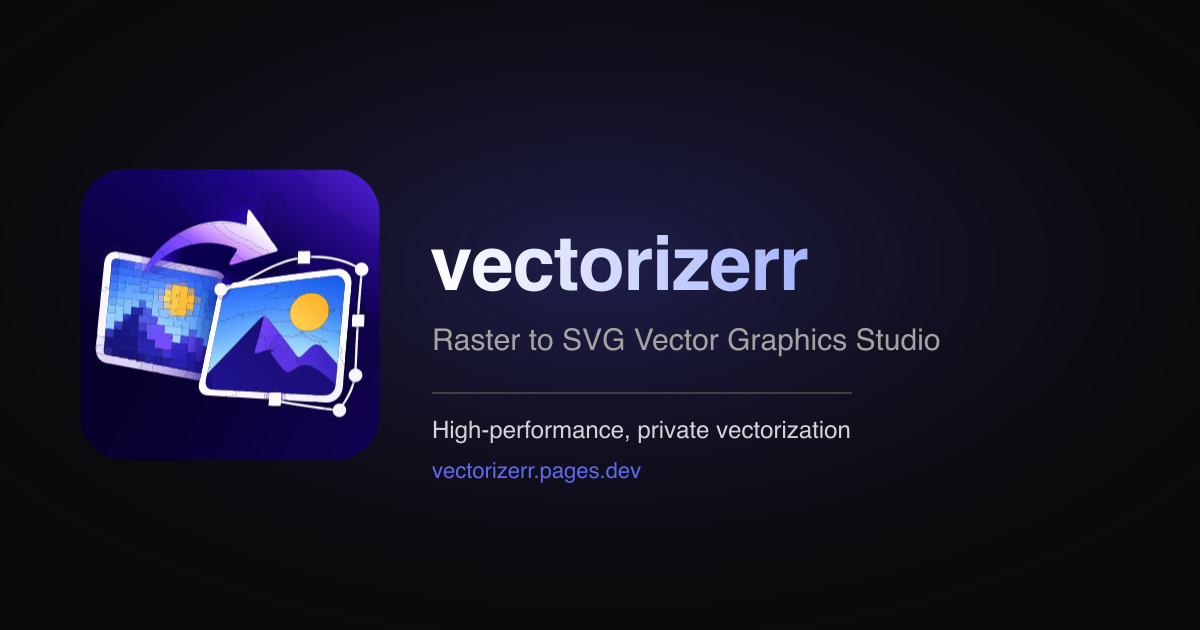 vectorizerr
Raster to SVG Vector Graphics Studio
High-performance, private vectorization
vectorizerr.pages.dev